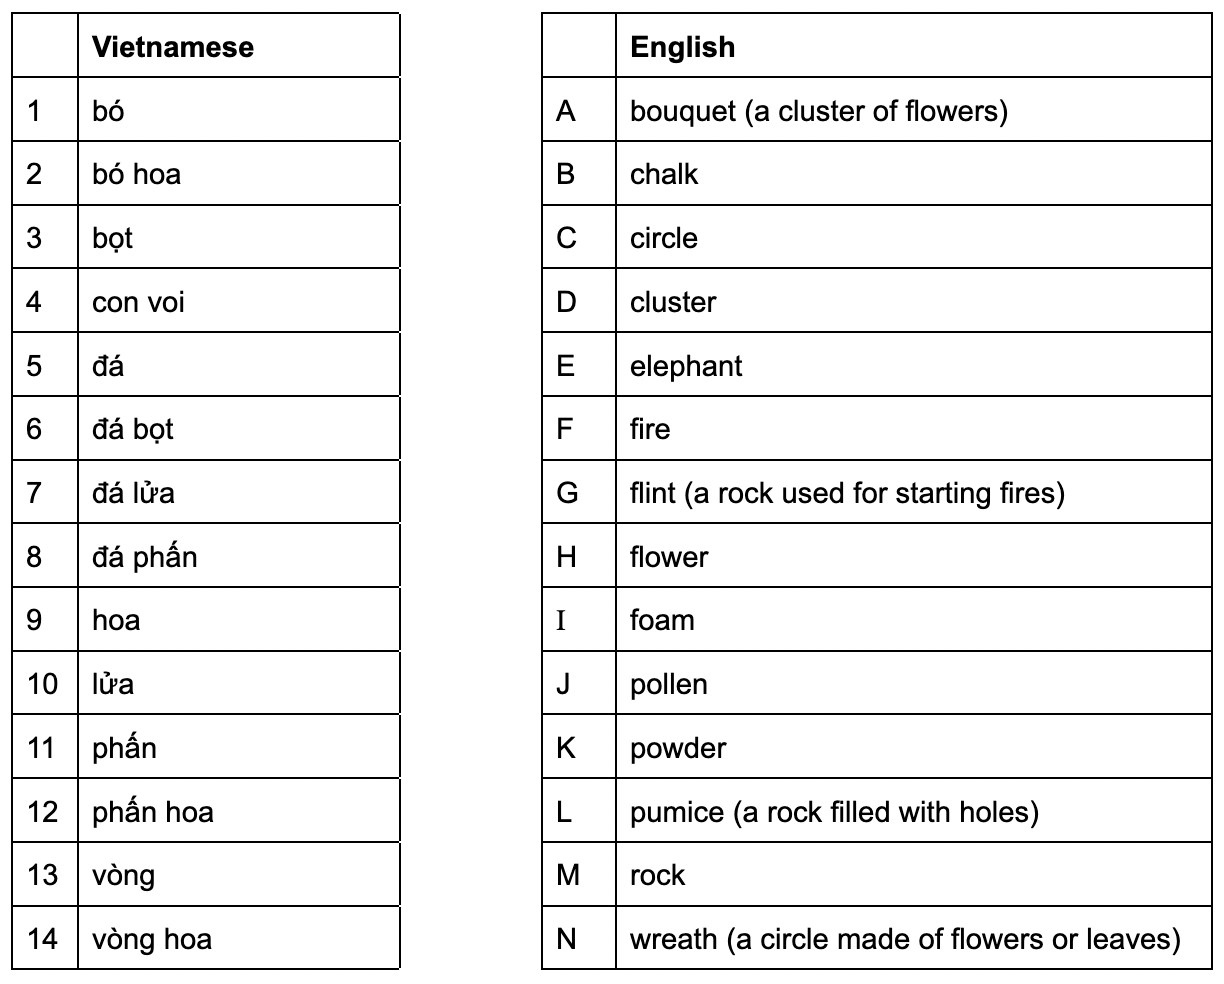 Vietnamese English
1 bó A bouquet (a cluster of flowers)
2 bó hoa B chalk
3 bọt C circle
4 con voi D cluster
5 đá E elephant
6 đá bọt F fire
7 đá lửa G flint (a rock used for starting fires)
8 đá phấn H flower
9 hoa I foam
10 lửa J pollen
11 phấn K powder
12 phấn hoa L pumice (a rock filled with holes)
13 vòng M rock
14 vòng hoa N wreath (a circle made of flowers or leaves)